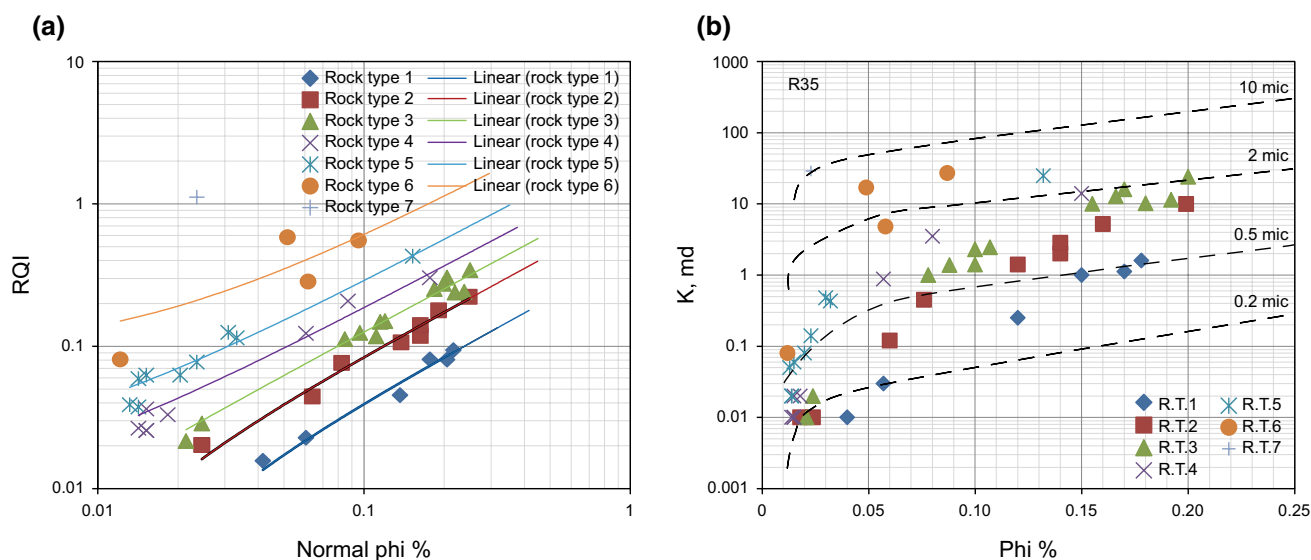 (a)
10
1
0.1
0.01
RQI
0.01
0.1
1
Normal phi %
Rock type 1
Rock type 2
Rock type 3
Rock type 4
Rock type 5
Rock type 6
Rock type 7
Linear (rock type 1)
Linear (rock type 2)
Linear (rock type 3)
Linear (rock type 4)
Linear (rock type 5)
Linear (rock type 6)
(b)
1000
100
10
1
0.1
0.01
0.001
K, md
R35
10 mic
2 mic
0.5 mic
0.2 mic
R.T.1
R.T.2
R.T.3
R.T.4
R.T.5
R.T.6
R.T.7
0
0.05
0.10
0.15
0.20
0.25
Phi %